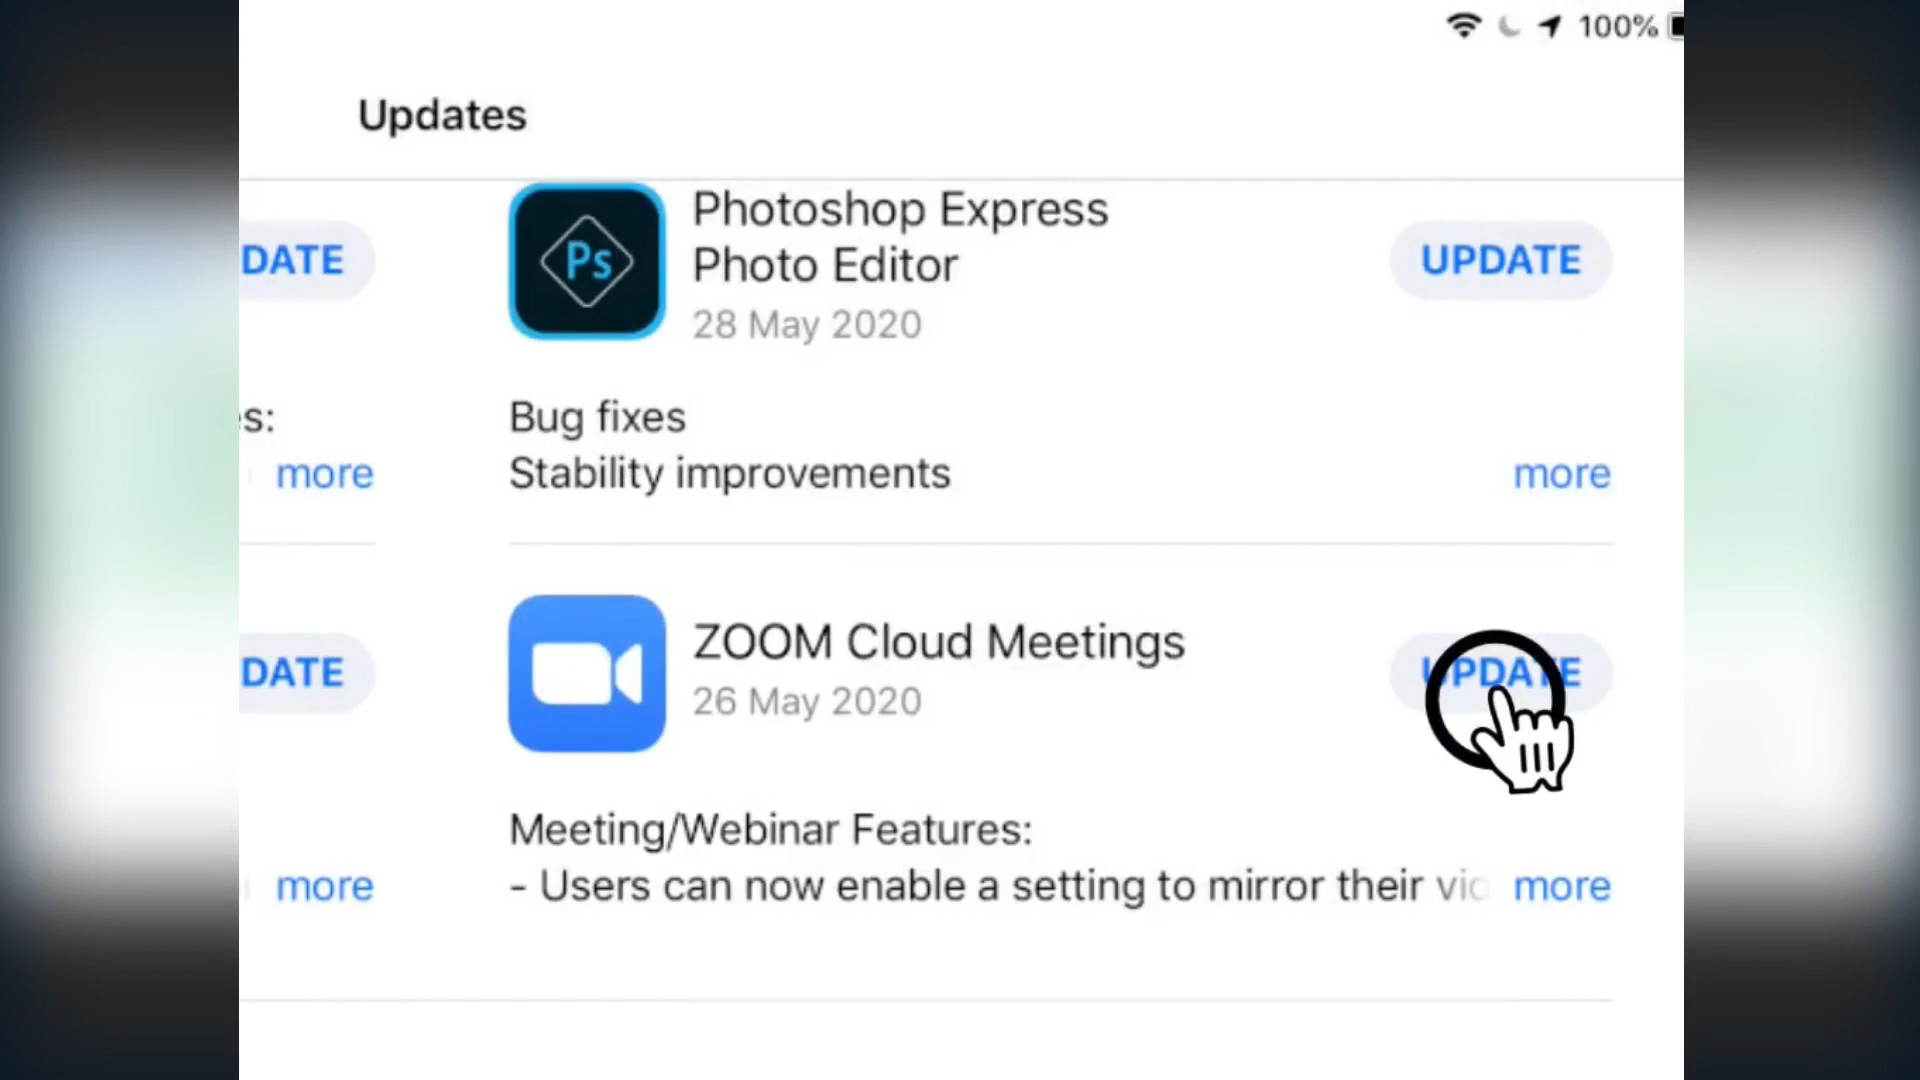 100%
Updates
DATE
Ps
Photoshop Express
Photo Editor
28 May 2020
UPDATE
s:
more
Bug fixes
Stability improvements
more
DATE
ZOOM Cloud Meetings
26 May 2020
UPDATE
more
Meeting/Webinar Features:
- Users can now enable a setting to mirror their vid more